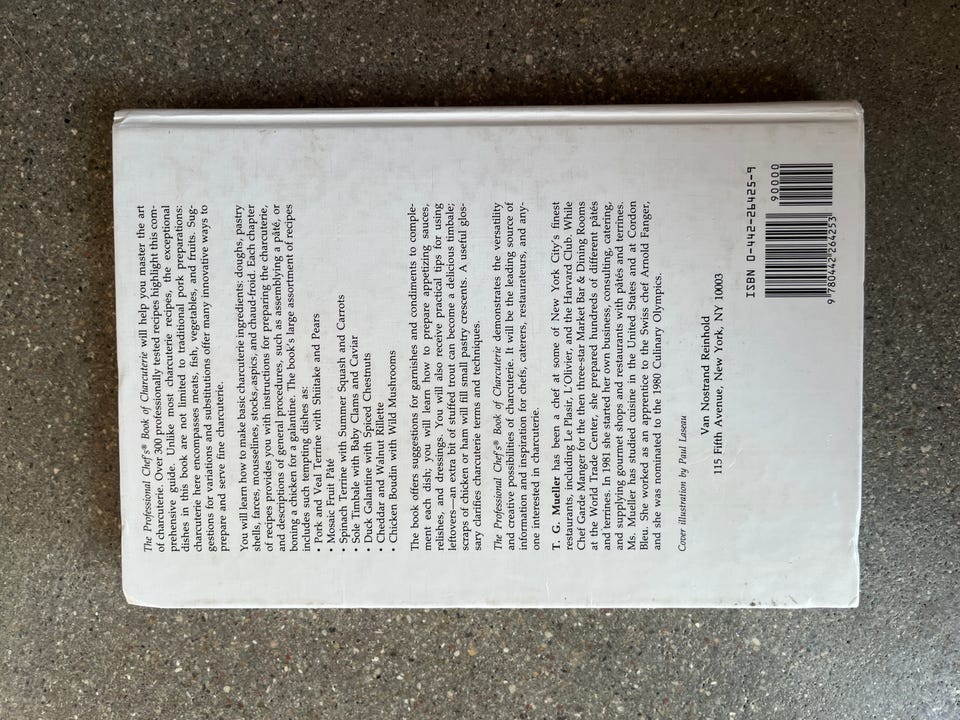 The Professional Chef's® Book of Charcuterie will help you master the art
of charcuterie. Over 300 professionally tested recipes highlight this com-
prehensive guide. Unlike most charcuterie recipes, the exceptional
dishes in this book are not limited to traditional pork preparations:
charcuterie here encompasses meats, fish, vegetables, and fruits. Sug-
gestions for variations and substitutions offer many innovative ways to
prepare and serve fine charcuterie.
You will learn how to make basic charcuterie ingredients: doughs, pastry
shells, farces, mousselines, stocks, aspics, and chaud-froid. Each chapter
of recipes provides you with instructions for preparing the charcuterie,
and descriptions of general procedures, such as assembling a pâté, or
boning a chicken for a galantine. The book's large assortment of recipes
includes such tempting dishes as:
• Pork and Veal Terrine with Shiitake and Pears
• Mosaic Fruit Pâté
• Spinach Terrine with Summer Squash and Carrots
• Sole Timbale with Baby Clams and Caviar
• Duck Galantine with Spiced Chestnuts
• Cheddar and Walnut Rillette
• Chicken Boudin with Wild Mushrooms
The book offers suggestions for garnishes and condiments to comple-
ment each dish; you will learn how to prepare appetizing sauces,
relishes, and dressings. You will also receive practical tips for using
leftovers—an extra bit of stuffed trout can become a delicious timbale;
scraps of chicken or ham will fill small pastry crescents. A useful glos-
sary clarifies charcuterie terms and techniques.
The Professional Chef's® Book of Charcuterie demonstrates the versatility
and creative possibilities of charcuterie. It will be the leading source of
information and inspiration for chefs, caterers, restaurateurs, and any-
one interested in charcuterie.
T. G. Mueller has been a chef at some of New York City's finest
restaurants, including Le Plasir, L'Olivier, and the Harvard Club. While
Chef Garde Manger for the then three-star Market Bar & Dining Rooms
at the World Trade Center, she prepared hundreds of different pâtés
and terrines. In 1981 she started her own business, consulting, catering,
and supplying gourmet shops and restaurants with pâtés and terrines.
Ms. Mueller has studied cuisine in the United States and at Cordon
Bleu. She worked as an apprentice to the Swiss chef Arnold Fanger,
and she was nominated to the 1980 Culinary Olympics.
Cover illustration by Paul Laseau
Van Nostrand Reinhold
115 Fifth Avenue, New York, NY 10003
ISBN 0-442-26425-9
90000
9 780442 264253